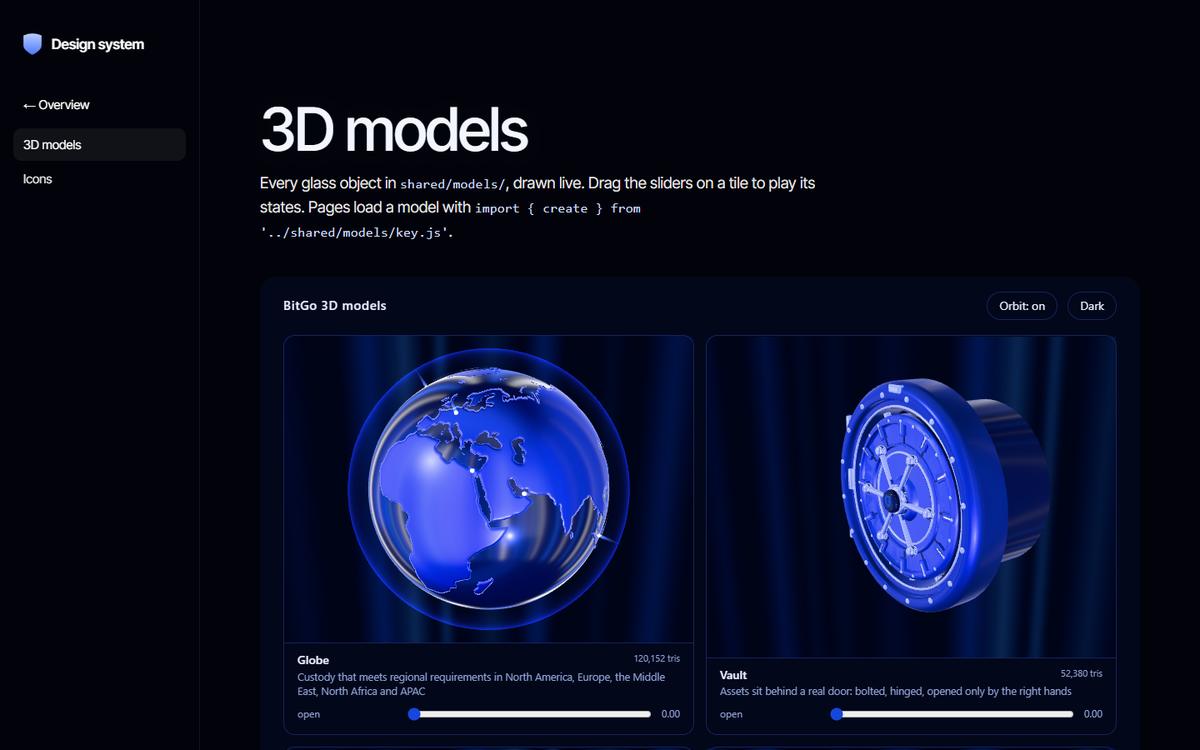 Design system
← Overview
3D models
Icons
3D models
Every glass object in shared/models/, drawn live. Drag the sliders on a tile to play its
states. Pages load a model with import { create } from
'../shared/models/key.js'.
BitGo 3D models
Orbit: on
Dark
Globe
120,152 tris
Custody that meets regional requirements in North America, Europe, the Middle
East, North Africa and APAC
open
0.00
Vault
52,380 tris
Assets sit behind a real door: bolted, hinged, opened only by the right hands
open
0.00